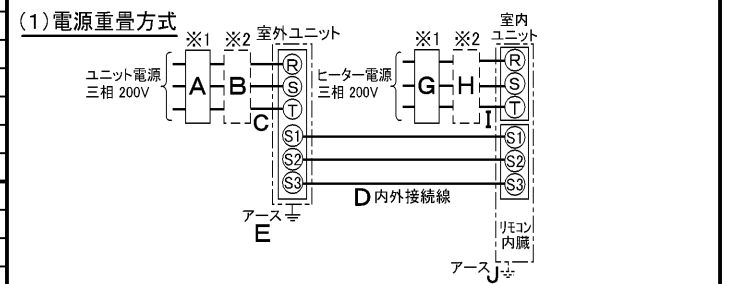 (1)電源重畳方式
※1 ※2 室外ユニット
※1 ※2 室内ユニット
ユニット電源
三相 200V
A B
R
S
T
C
ヒーター電源
三相 200V
G H
R
S
T
I
S1
S2
S3
S1
S2
S3
D 内外接続線
アース
E
リモコン
内臓
アース
J